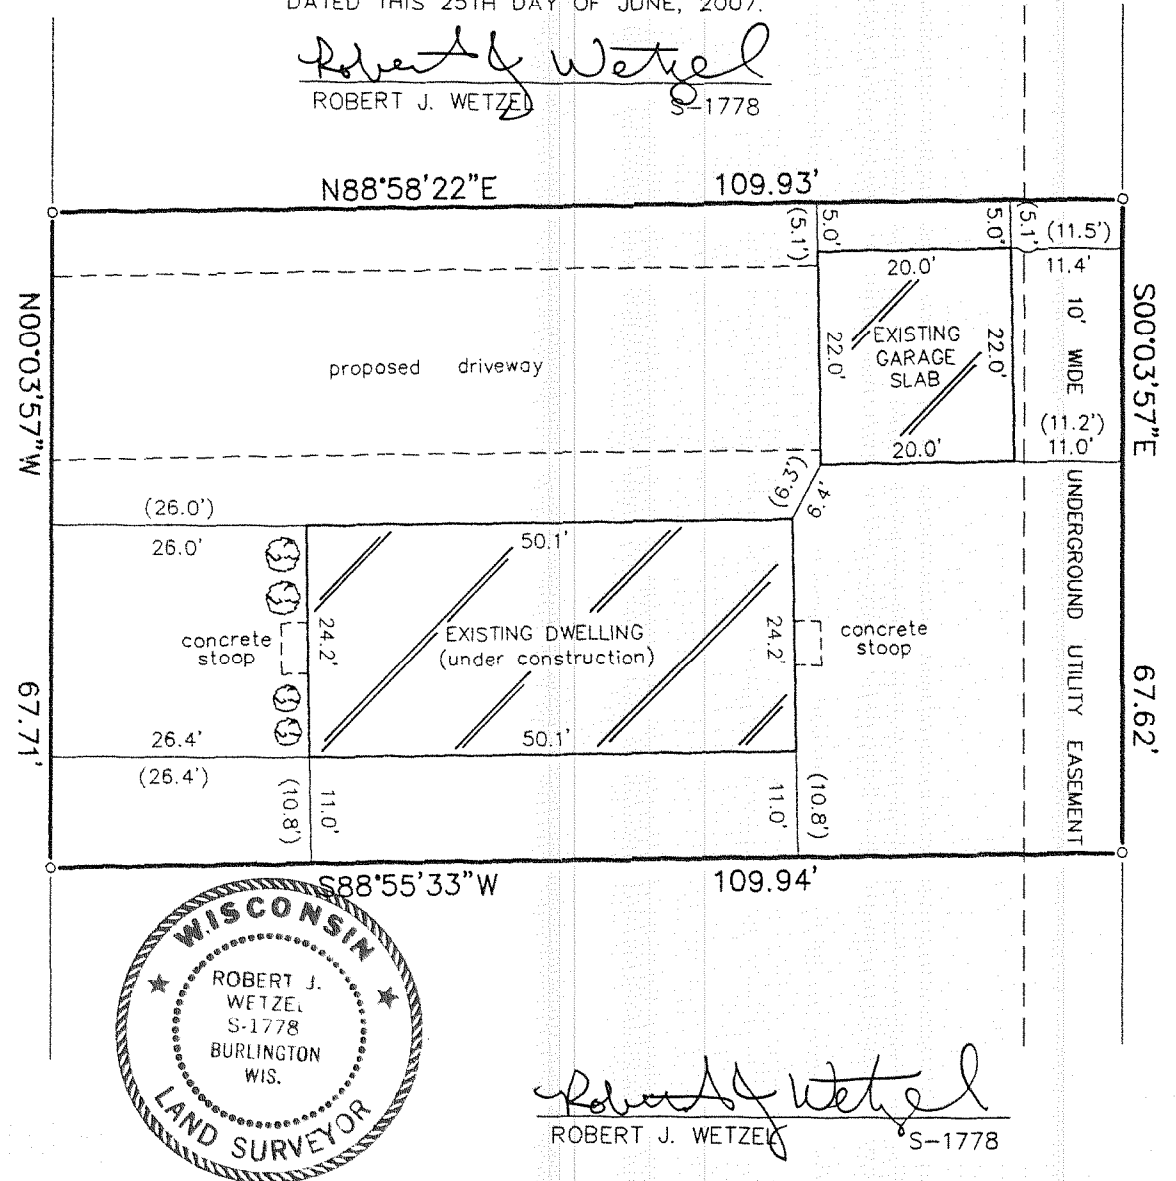 DATED THIS 25TH DAY OF JUNE, 2007.
Robert J Wetzel
ROBERT J. WETZEL S-1778
N88°58'22"E 109.93'
(5.1') 5.0' 5.0' (5.1') (11.5')
20.0' 11.4'
N00°03'57"W
67.71'
S00°03'57"E
67.62'
proposed driveway
22.0' EXISTING 22.0'
GARAGE
SLAB
20.0'
(11.2')
11.0'
10' WIDE UNDERGROUND UTILITY EASEMENT
(6.3') 6.4'
(26.0')
26.0'
50.1'
concrete
stoop
24.2' EXISTING DWELLING 24.2'
(under construction)
concrete
stoop
26.4'
50.1'
(26.4')
(10.8') 11.0' 11.0' (10.8')
S88°55'33"W 109.94'
WISCONSIN
ROBERT J.
WETZEL
S-1778
BURLINGTON
WIS.
LAND SURVEYOR
Robert J Wetzel
ROBERT J. WETZEL S-1778